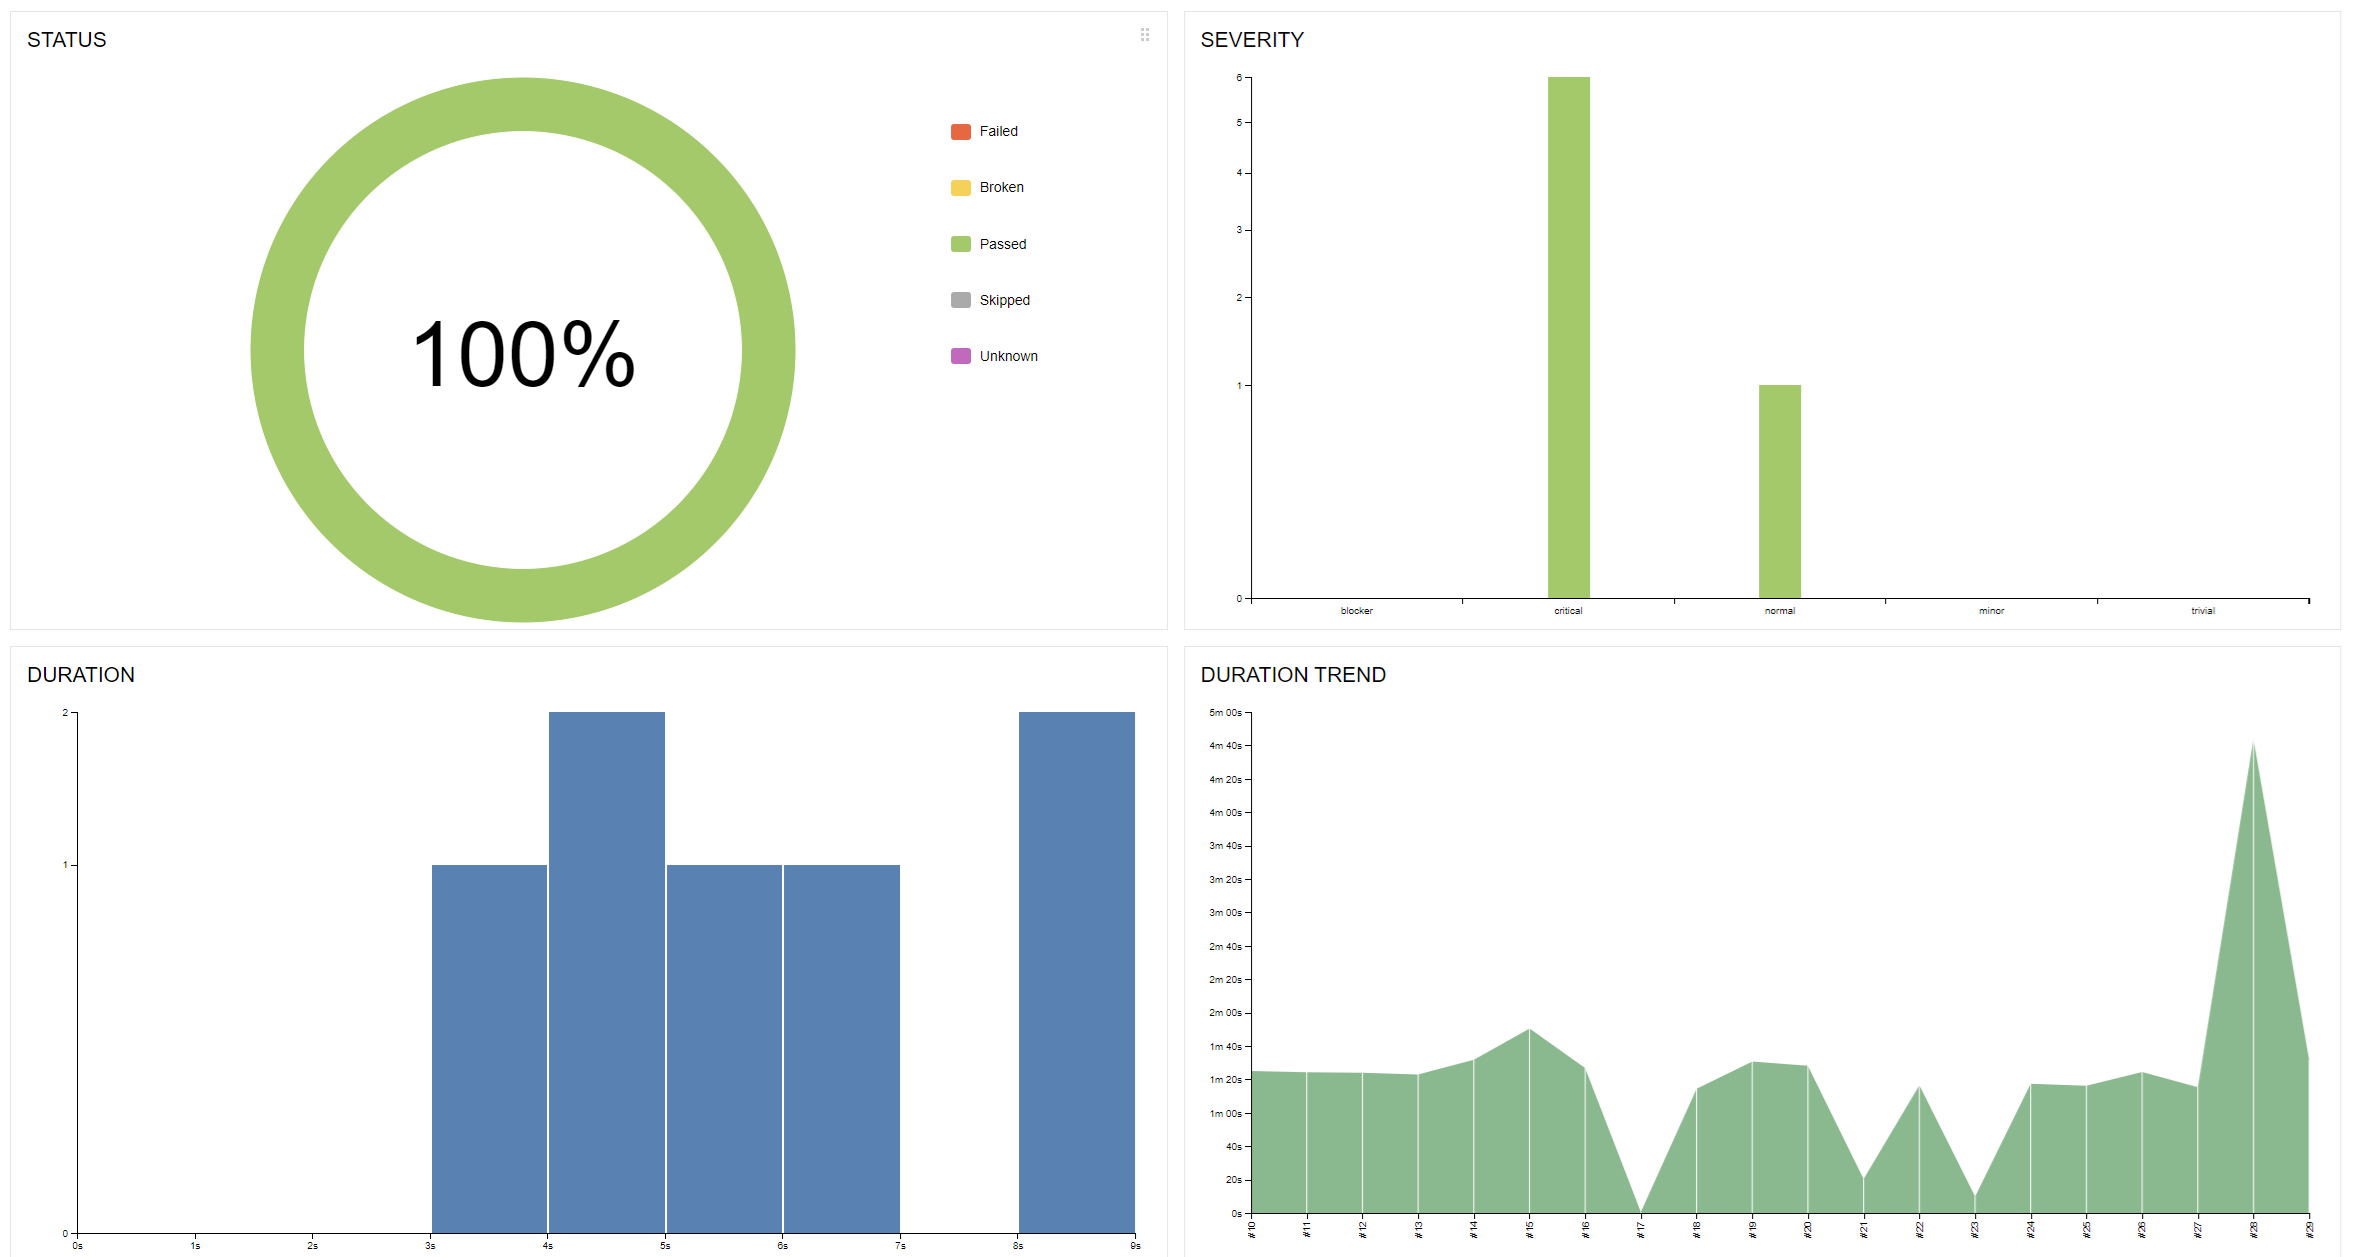 STATUS
100%
Failed
Broken
Passed
Skipped
Unknown
SEVERITY
6
5
4
3
2
1
0
blocker critical normal minor trivial
DURATION
2
1
0
0s 1s 2s 3s 4s 5s 6s 7s 8s 9s
DURATION TREND
5m 00s
4m 40s
4m 20s
4m 00s
3m 40s
3m 20s
3m 00s
2m 40s
2m 20s
2m 00s
1m 40s
1m 20s
1m 00s
40s
20s
0s
#10 #11 #12 #13 #14 #15 #16 #17 #18 #19 #20 #21 #22 #23 #24 #25 #26 #27 #28 #29